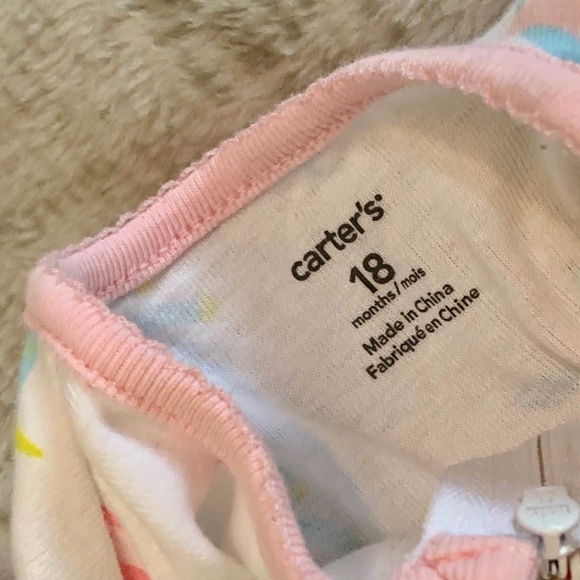 carter's
18
months/mois
Made in China
Fabriqué en Chine